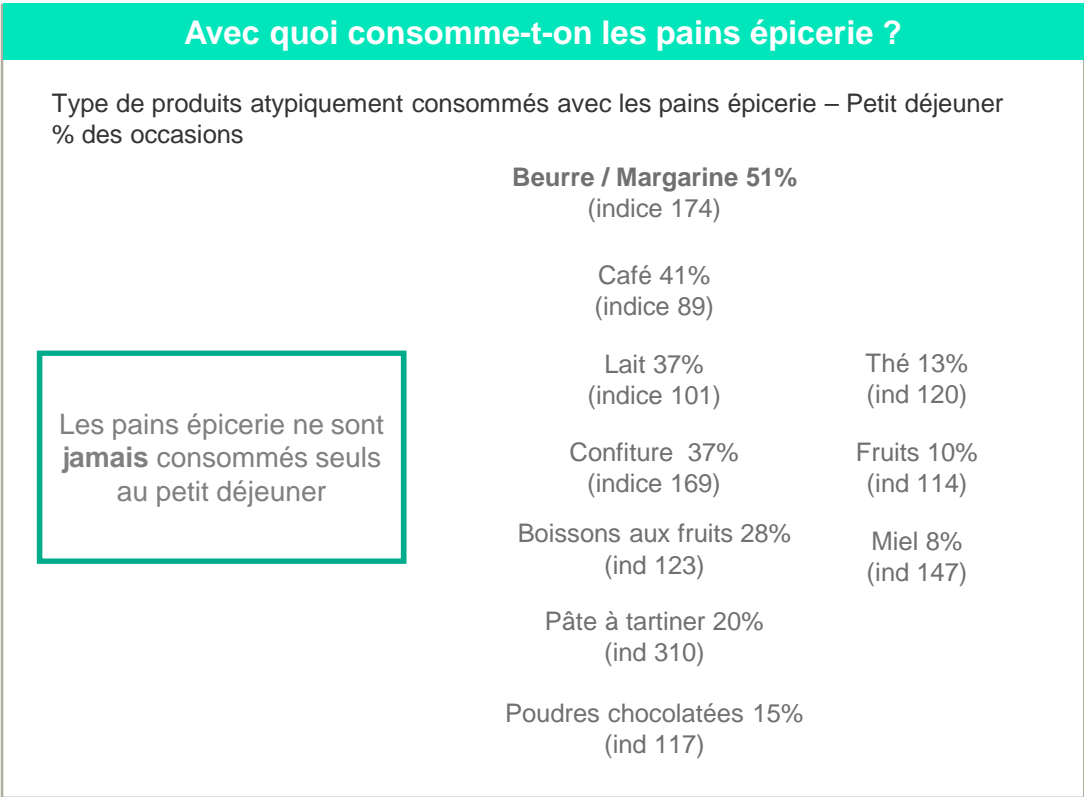 Avec quoi consomme-t-on les pains épicerie ?
Type de produits atypiquement consommés avec les pains épicerie – Petit déjeuner
% des occasions
Beurre / Margarine 51%
(indice 174)
Café 41%
(indice 89)
Les pains épicerie ne sont
jamais consommés seuls
au petit déjeuner
Lait 37%
(indice 101)
Confiture  37%
(indice 169)
Boissons aux fruits 28%
(ind 123)
Pâte à tartiner 20%
(ind 310)
Poudres chocolatées 15%
(ind 117)
Thé 13%
(ind 120)
Fruits 10%
(ind 114)
Miel 8%
(ind 147)